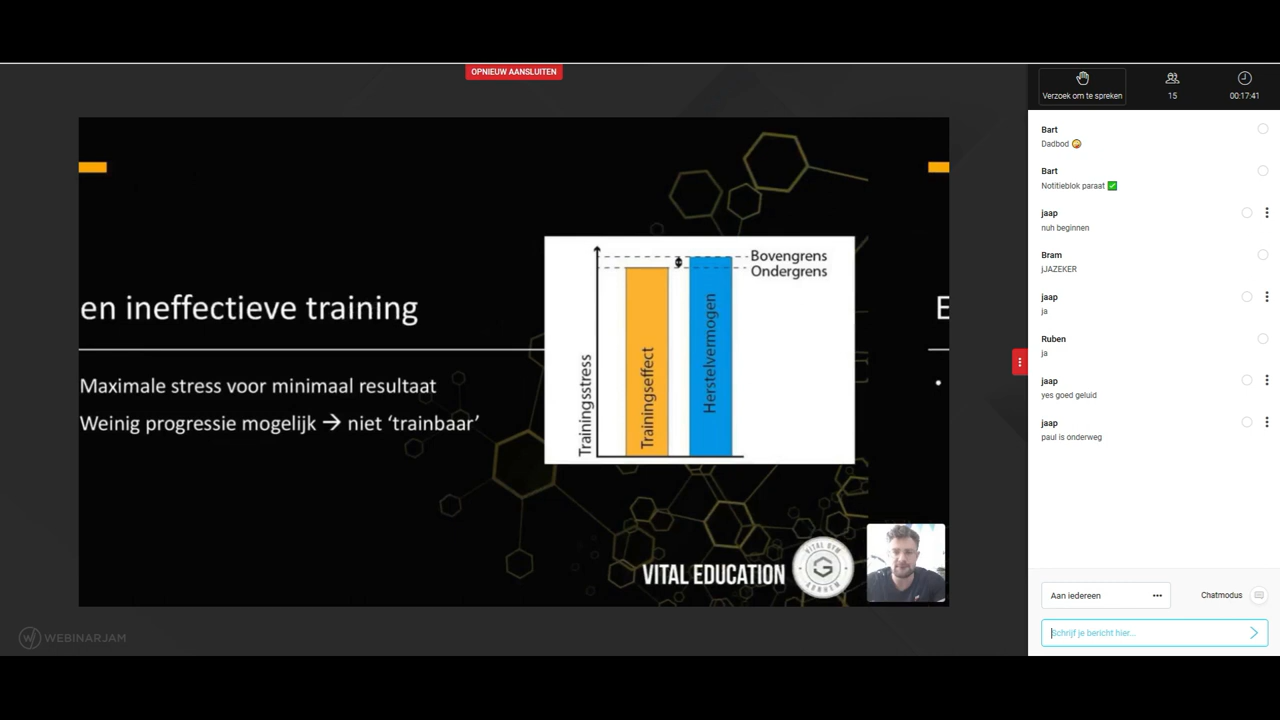 OPNIEUW AANSLUITEN
Verzoek om te spreken
15
00:17:41
en ineffectieve training
E
Maximale stress voor minimaal resultaat
•
Weinig progressie mogelijk → niet ‘trainbaar’
Bovengrens
Ondergrens
Trainingsstress
Trainingseffect
Herstelvermogen
VITAL EDUCATION
VITAL GYM
G
ARNHEM
WEBINARJAM
Bart
Dadbod 😜
Bart
Notitieblok paraat ✅
jaap
nuh beginnen
Bram
jJAZEKER
jaap
ja
Ruben
ja
jaap
yes goed geluid
jaap
paul is onderweg
Aan iedereen
Chatmodus
Schrijf je bericht hier...